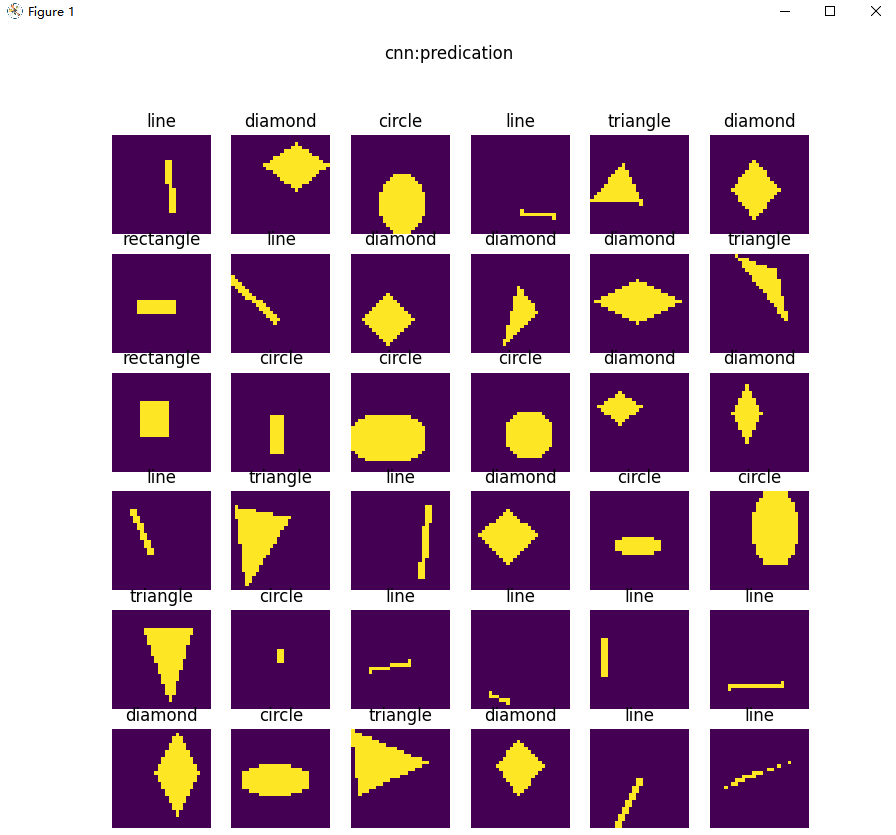 Figure 1
cnn:predication
line diamond circle line triangle diamond
rectangle line diamond diamond diamond triangle
rectangle circle circle circle diamond diamond
line triangle line diamond circle circle
triangle circle line line line line
diamond circle triangle diamond line line